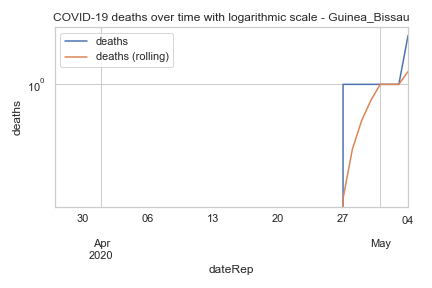 COVID-19 deaths over time with logarithmic scale - Guinea_Bissau
deaths
deaths (rolling)
10⁰
deaths
30 06 13 20 27 04
Apr May
2020
dateRep